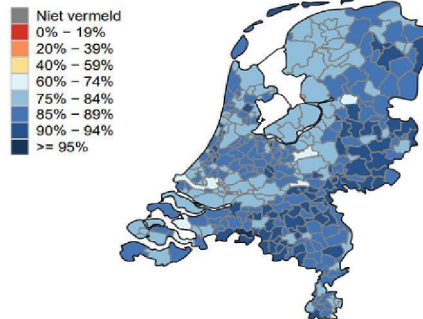 Niet vermeld
0% – 19%
20% – 39%
40% – 59%
60% – 74%
75% – 84%
85% – 89%
90% – 94%
>= 95%